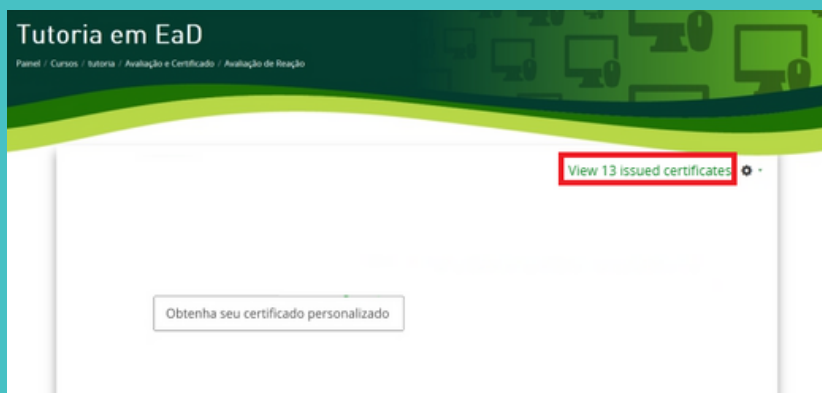 Tutoria em EaD
Painel / Cursos / tutoria / Avaliação e Certificado / Avaliação de Reação
View 13 issued certificates
Obtenha seu certificado personalizado